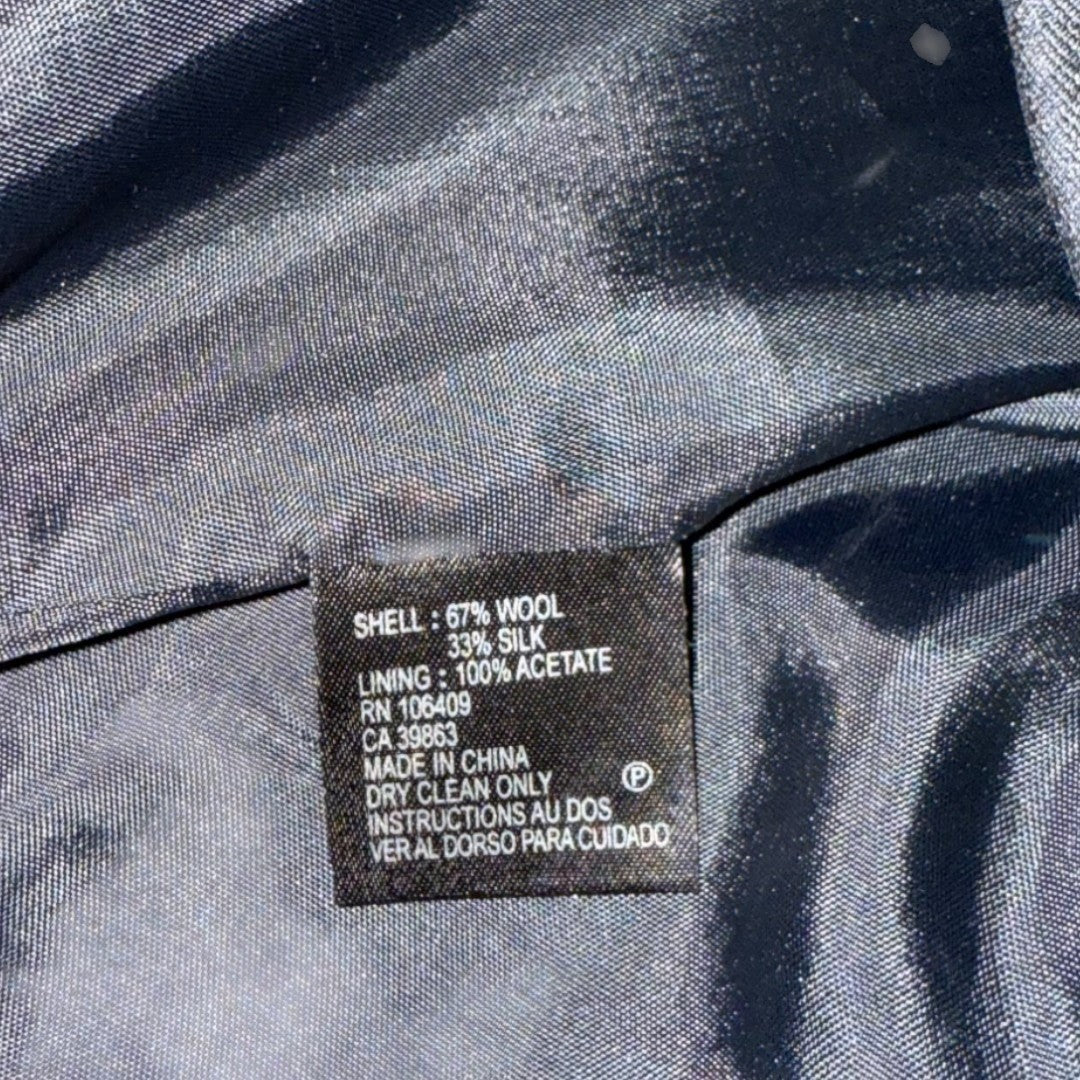 SHELL : 67% WOOL
33% SILK
LINING : 100% ACETATE
RN 106409
CA 39863
MADE IN CHINA
DRY CLEAN ONLY
P
INSTRUCTIONS AU DOS
VER AL DORSO PARA CUIDADO